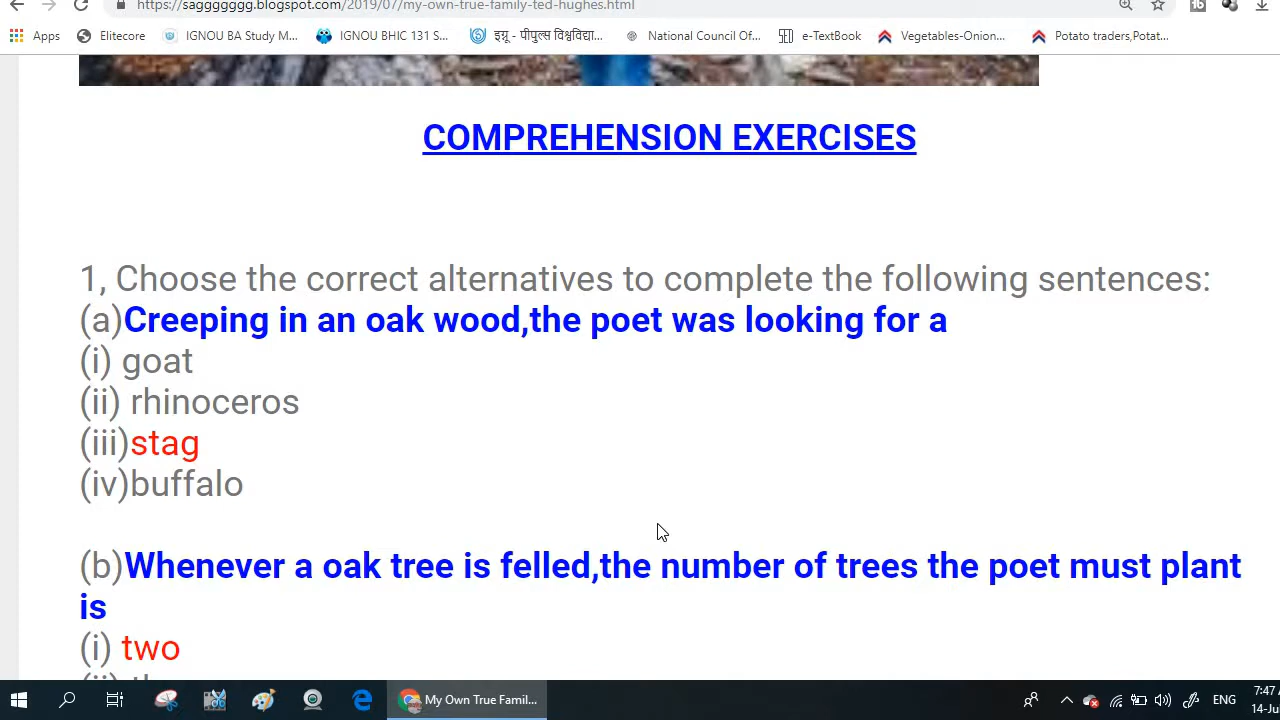 https://sagggggggg.blogspot.com/2019/07/my-own-true-family-ted-hughes.html
Apps Elitecore IGNOU BA Study M... IGNOU BHIC 131 S... इग्नू - पीपुल्स विश्वविद्या... National Council Of... e-TextBook Vegetables-Onion... Potato traders,Potat...
COMPREHENSION EXERCISES
1, Choose the correct alternatives to complete the following sentences:
(a)Creeping in an oak wood,the poet was looking for a
(i) goat
(ii) rhinoceros
(iii)stag
(iv)buffalo
(b)Whenever a oak tree is felled,the number of trees the poet must plant
is
(i) two
My Own True Famil...
ENG
7:47
14-Ju